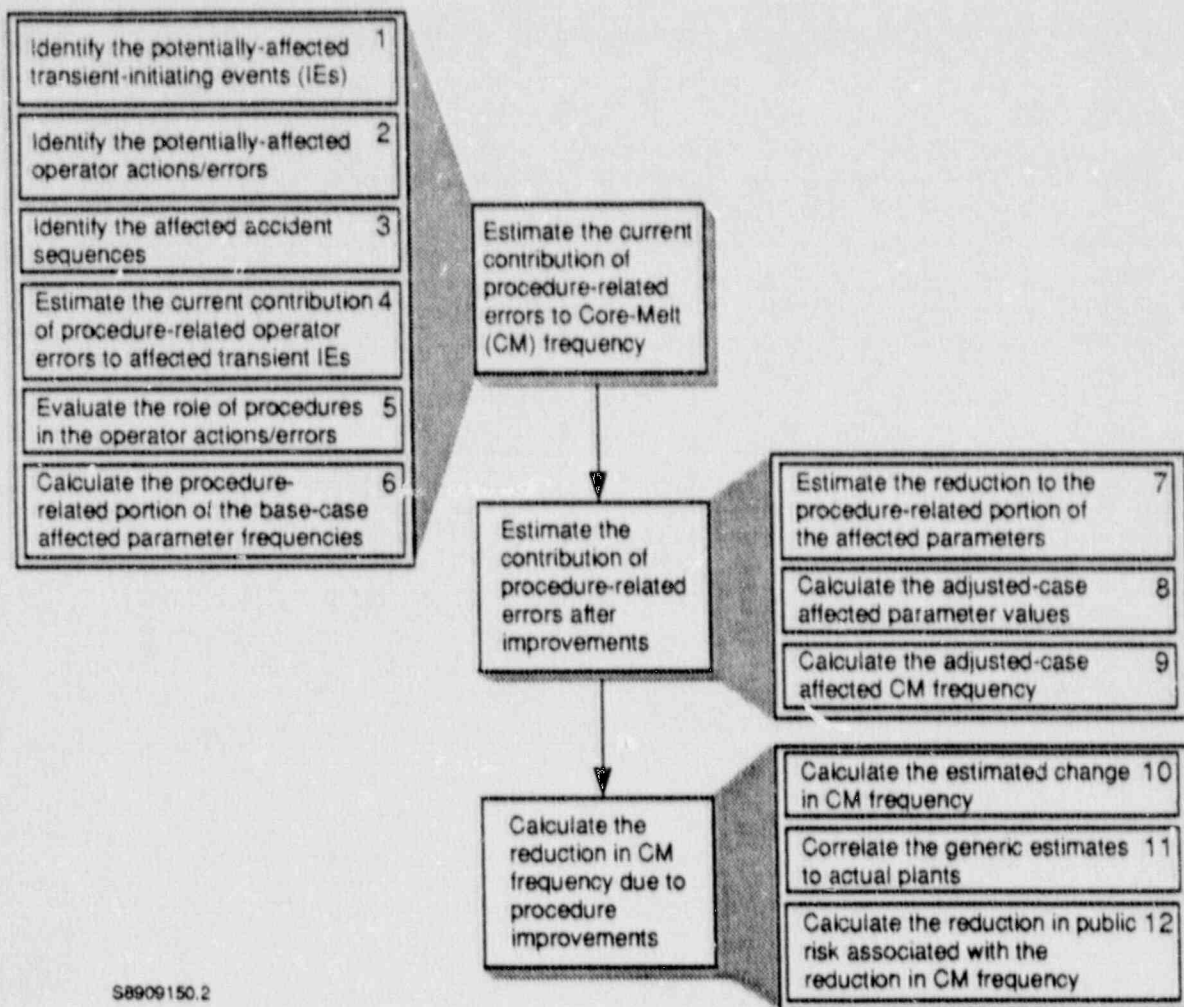 Identify the potentially-affected 1
transient-initiating events (IEs)
Identify the potentially-affected 2
operator actions/errors
Identify the affected accident 3
sequences
Estimate the current contribution 4
of procedure-related operator
errors to affected transient IEs
Evaluate the role of procedures 5
in the operator actions/errors
Calculate the procedure- 6
related portion of the base-case
affected parameter frequencies
Estimate the current
contribution of
procedure-related
errors to Core-Melt
(CM) frequency
Estimate the
contribution of
procedure-related
errors after
improvements
Estimate the reduction to the 7
procedure-related portion of
the affected parameters
Calculate the adjusted-case 8
affected parameter values
Calculate the adjusted-case 9
affected CM frequency
Calculate the
reduction in CM
frequency due to
procedure
improvements
Calculate the estimated change 10
in CM frequency
Correlate the generic estimates 11
to actual plants
Calculate the reduction in public 12
risk associated with the
reduction in CM frequency
S8909150.2